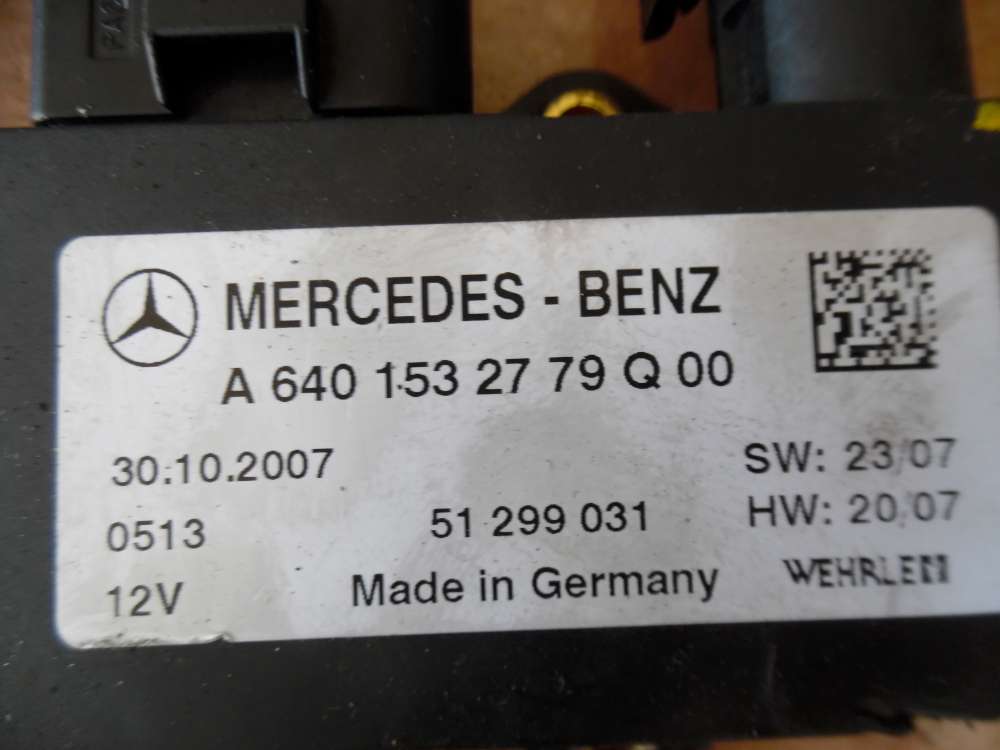 MERCEDES - BENZ
A 640 153 27 79 Q 00
30.10.2007
SW: 23/07
0513
51 299 031
HW: 20/07
12V
Made in Germany